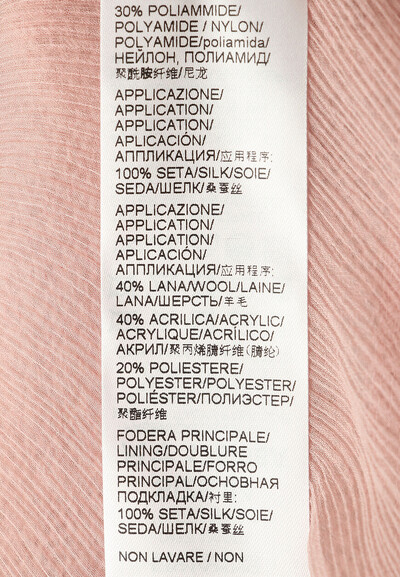 30% POLIAMMIDE/
POLYAMIDE / NYLON/
POLYAMIDE/poliamida/
НЕЙЛОН, ПОЛИАМИД/
聚酰胺纤维/尼龙
APPLICAZIONE/
APPLICATION/
APPLICATION/
APLICACIÓN/
АППЛИКАЦИЯ/应用程序:
100% SETA/SILK/SOIE/
SEDA/ШЕЛК/桑蚕丝
APPLICAZIONE/
APPLICATION/
APPLICATION/
APLICACIÓN/
АППЛИКАЦИЯ/应用程序:
40% LANA/WOOL/LAINE/
LANA/ШЕРСТЬ/羊毛
40% ACRILICA/ACRYLIC/
ACRYLIQUE/ACRÍLICO/
АКРИЛ/聚丙烯腈纤维(腈纶)
20% POLIESTERE/
POLYESTER/POLYESTER/
POLIÉSTER/ПОЛИЭСТЕР/
聚酯纤维
FODERA PRINCIPALE/
LINING/DOUBLURE
PRINCIPALE/FORRO
PRINCIPAL/ОСНОВНАЯ
ПОДКЛАДКА/衬里:
100% SETA/SILK/SOIE/
SEDA/ШЕЛК/桑蚕丝
NON LAVARE / NON